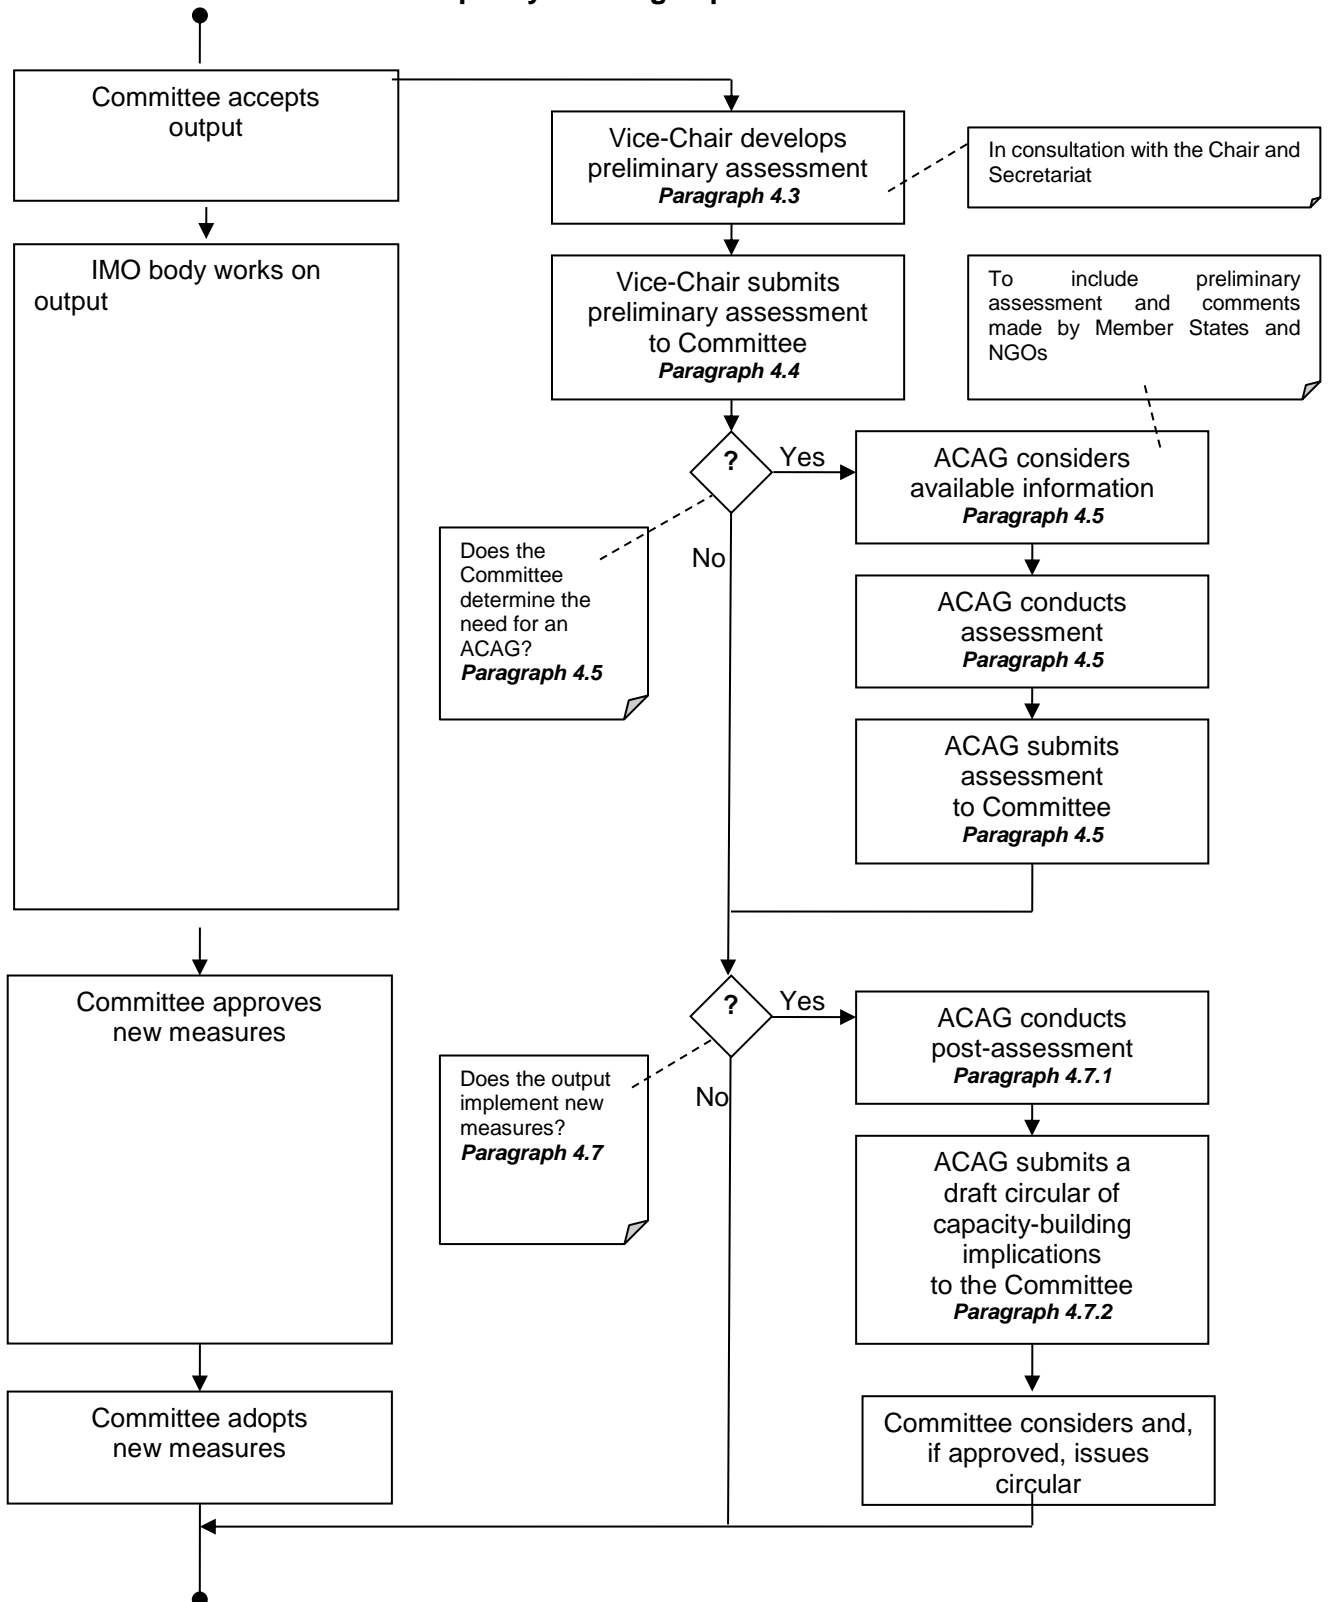 Committee accepts
output
Vice-Chair develops
preliminary assessment
Paragraph 4.3
In consultation with the Chair and
Secretariat
IMO body works on
output
Vice-Chair submits
preliminary assessment
to Committee
Paragraph 4.4
To include preliminary
assessment and comments
made by Member States and
NGOs
?
Yes
No
Does the
Committee
determine the
need for an
ACAG?
Paragraph 4.5
ACAG considers
available information
Paragraph 4.5
ACAG conducts
assessment
Paragraph 4.5
ACAG submits
assessment
to Committee
Paragraph 4.5
Committee approves
new measures
?
Yes
No
Does the output
implement new
measures?
Paragraph 4.7
ACAG conducts
post-assessment
Paragraph 4.7.1
ACAG submits a
draft circular of
capacity-building
implications
to the Committee
Paragraph 4.7.2
Committee adopts
new measures
Committee considers and,
if approved, issues
circular